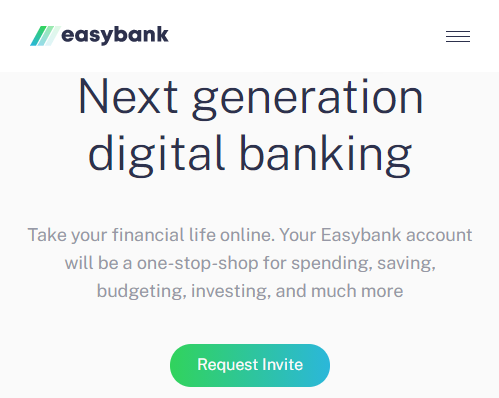 easybank
Next generation
digital banking
Take your financial life online. Your Easybank account
will be a one-stop-shop for spending, saving,
budgeting, investing, and much more
Request Invite